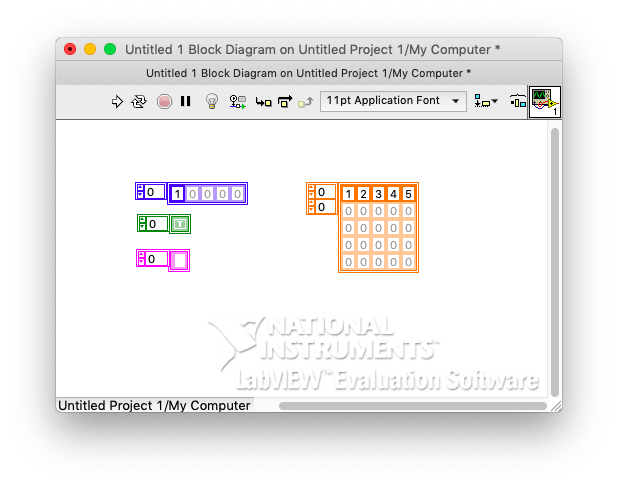 Untitled 1 Block Diagram on Untitled Project 1/My Computer *
Untitled 1 Block Diagram on Untitled Project 1/My Computer *
11pt Application Font
1
0 1 0 0 0 0
0 1 2 3 4 5
0 0 0 0 0 0
0 T
0 0 0 0 0
0 0 0 0 0
0
0 0 0 0 0
NATIONAL
INSTRUMENTS™
LabVIEW™ Evaluation Software
Untitled Project 1/My Computer